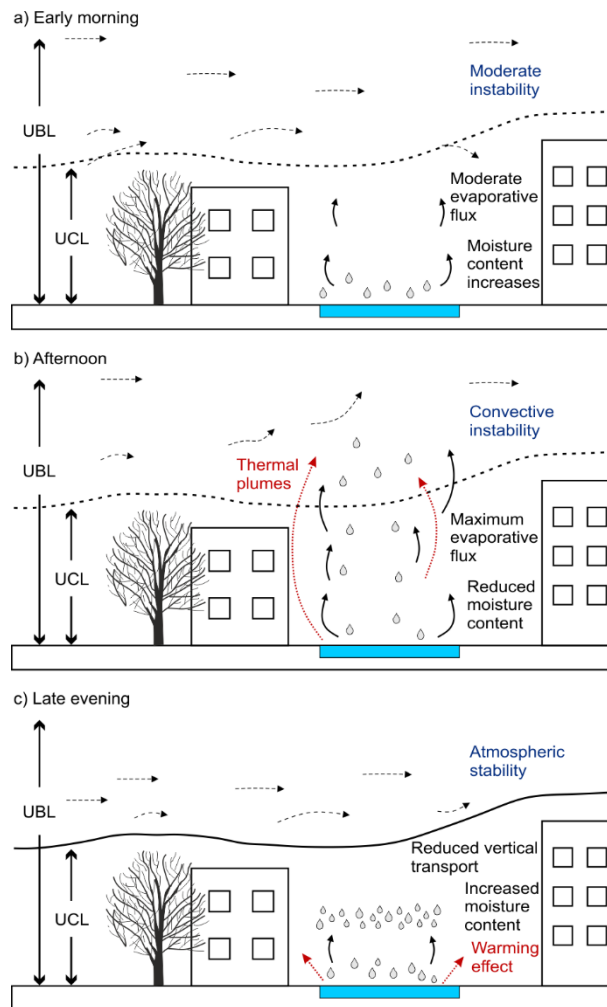 a) Early morning
Moderate
instability
UBL
Moderate
evaporative
flux
UCL
Moisture
content
increases
b) Afternoon
Convective
instability
UBL
Thermal
plumes
Maximum
evaporative
flux
UCL
Reduced
moisture
content
c) Late evening
Atmospheric
stability
UBL
Reduced vertical
transport
Increased
moisture
content
UCL
Warming
effect